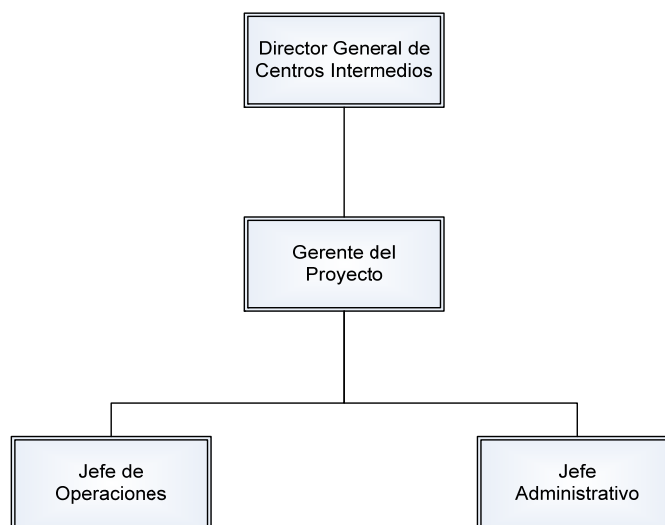 Director General de
Centros Intermedios
Gerente del
Proyecto
Jefe de
Operaciones
Jefe
Administrativo